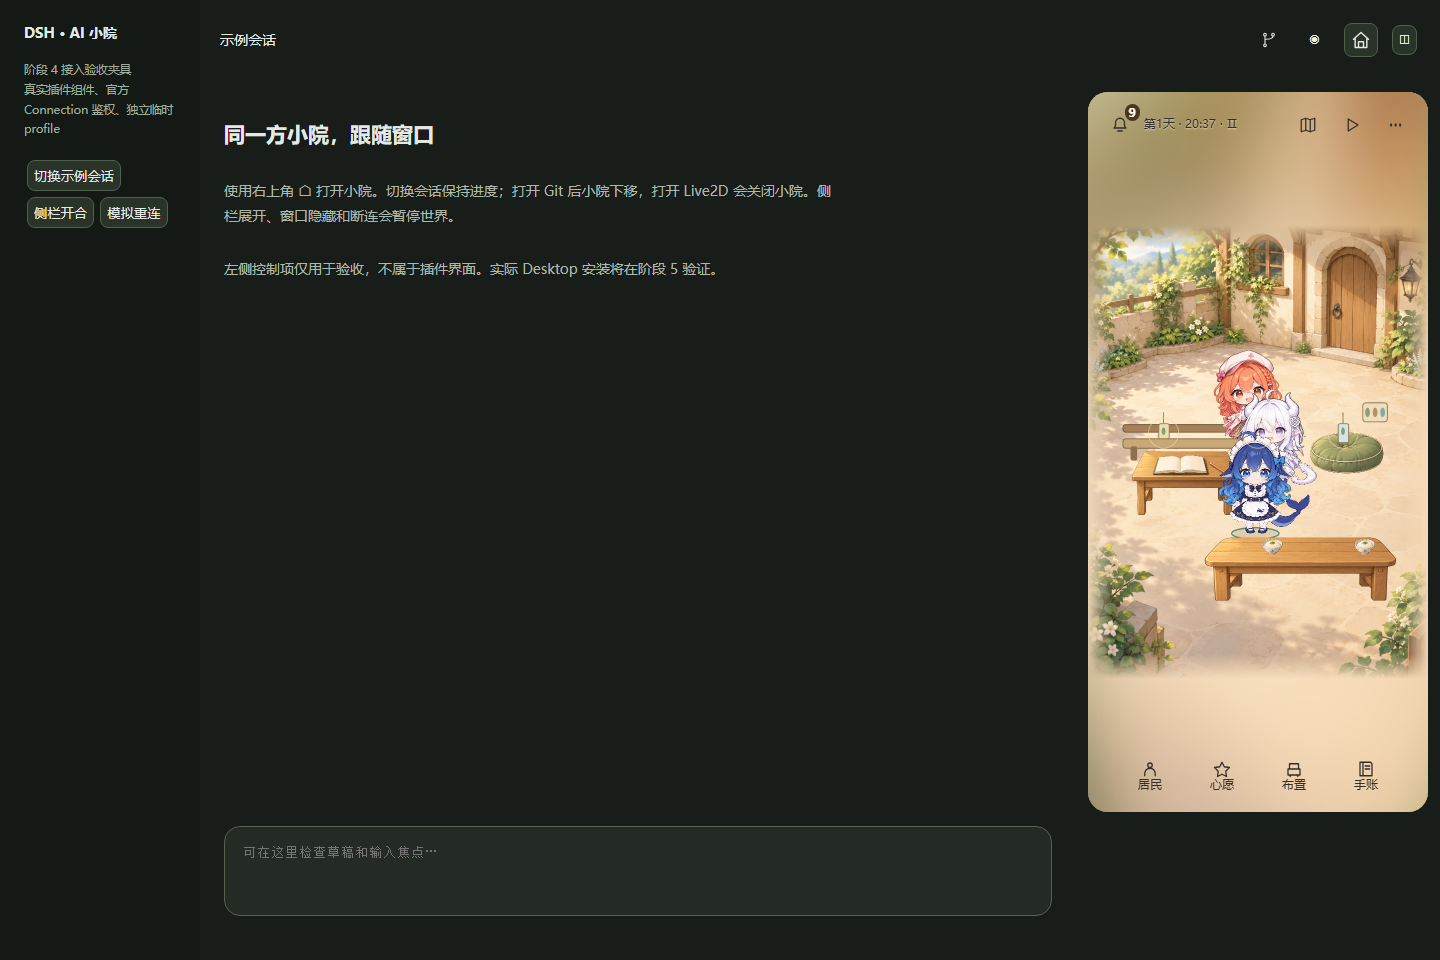 DSH • AI 小院
阶段 4 接入验收夹具
真实插件组件、官方
Connection 鉴权、独立临时
profile
切换示例会话
侧栏开合
模拟重连
示例会话
同一方小院，跟随窗口
使用右上角 ⌂ 打开小院。切换会话保持进度；打开 Git 后小院下移，打开 Live2D 会关闭小院。侧
栏展开、窗口隐藏和断连会暂停世界。
左侧控制项仅用于验收，不属于插件界面。实际 Desktop 安装将在阶段 5 验证。
可在这里检查草稿和输入焦点…
9
第1天 · 20:37 · Ⅱ
居民
心愿
布置
手账